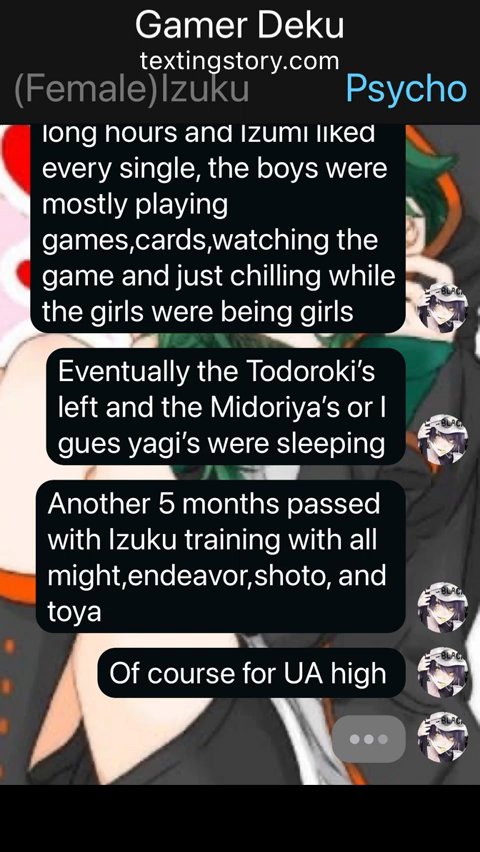 Gamer Deku
textingstory.com
(Female)Izuku
Psycho
long hours and Izumi liked
every single, the boys were
mostly playing
games,cards,watching the
game and just chilling while
the girls were being girls
Eventually the Todoroki’s
left and the Midoriya’s or I
gues yagi’s were sleeping
Another 5 months passed
with Izuku training with all
might,endeavor,shoto, and
toya
Of course for UA high